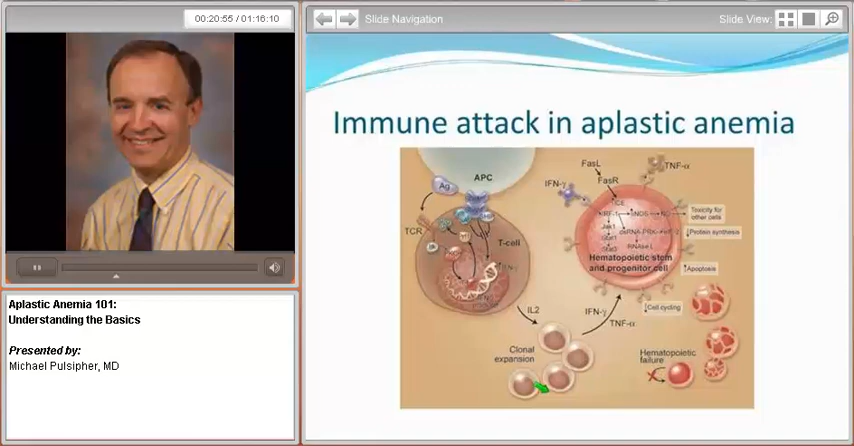 00:20:55 / 01:16:10
Slide Navigation
Slide View:
Aplastic Anemia 101:
Understanding the Basics
Presented by:
Michael Pulsipher, MD
Immune attack in aplastic anemia
APC
Ag
TCR
T-cell
IL2
Clonal
expansion
IFN-γ
TNF-α
FasL
FasR
IFN-γ
TNF-α
Jak1
RNAse L
Hematopoietic stem
and progenitor cell
Toxicity for
other cells
Protein synthesis
Apoptosis
Cell cycling
Hematopoietic
failure